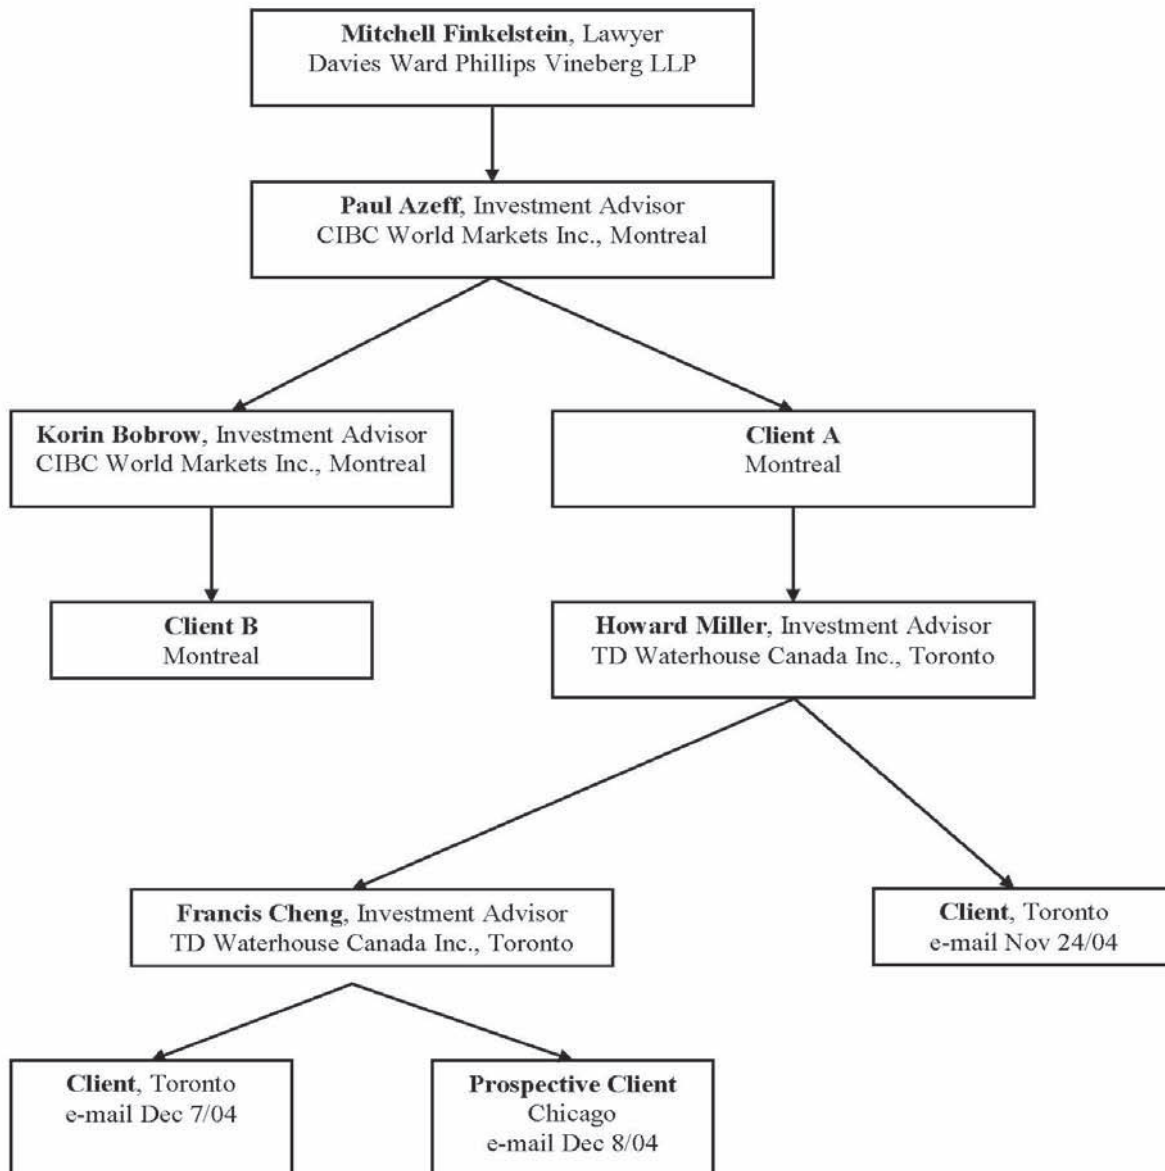 Mitchell Finkelstein, Lawyer
Davies Ward Phillips Vineberg LLP
Paul Azeff, Investment Advisor
CIBC World Markets Inc., Montreal
Korin Bobrow, Investment Advisor
CIBC World Markets Inc., Montreal
Client A
Montreal
Client B
Montreal
Howard Miller, Investment Advisor
TD Waterhouse Canada Inc., Toronto
Francis Cheng, Investment Advisor
TD Waterhouse Canada Inc., Toronto
Client, Toronto
e-mail Nov 24/04
Client, Toronto
e-mail Dec 7/04
Prospective Client
Chicago
e-mail Dec 8/04